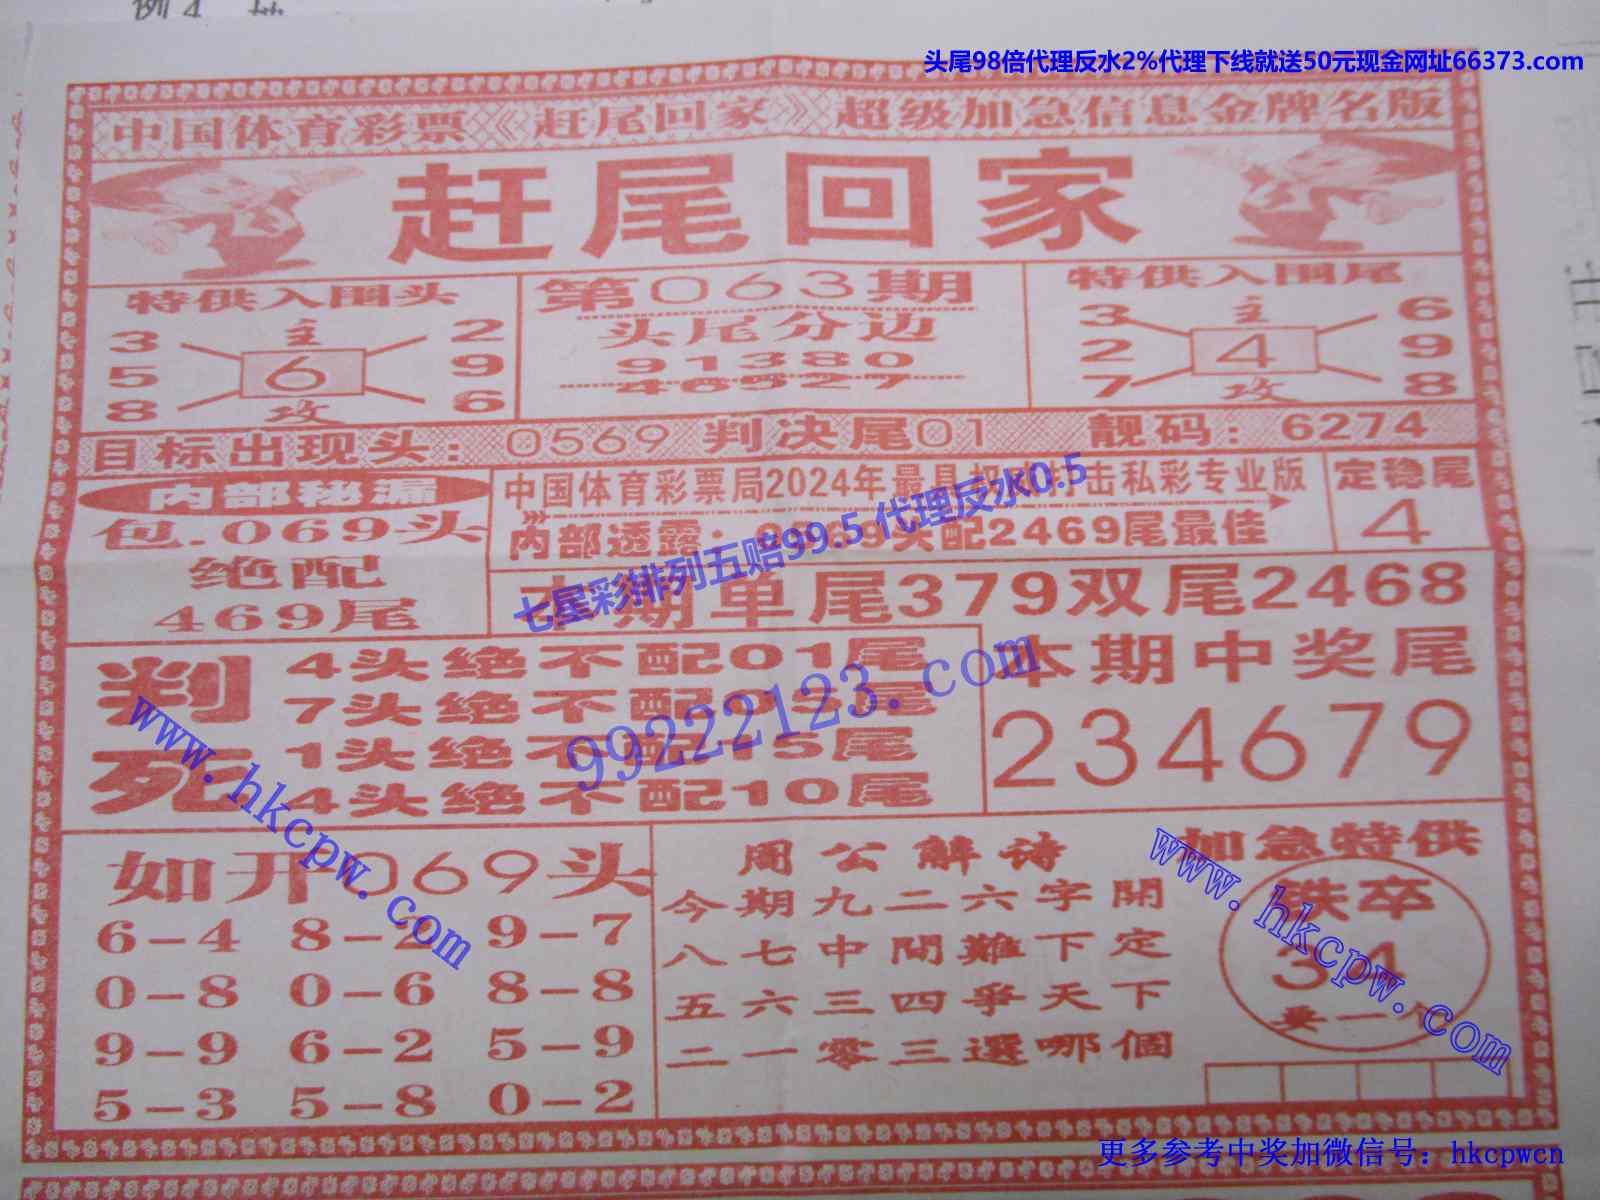 头尾98倍代理反水2%代理下线就送50元现金网址66373.com
中国体育彩票《赶尾回家》超级加急信息金牌名版
赶尾回家
特供入围头
3 主 2
5 6 9
8 攻 6
第063期
头尾分边
91380
46527
特供入围尾
3 主 6
2 4 9
7 攻 8
目标出现头：0569 判决尾01 靓码：6274
内部秘漏
包.069头
绝配
469尾
中国体育彩票局2024年最具 打击私彩专业版
内部透露： 69头配2469尾最佳
定稳尾
4
本期单尾379双尾2468
七星彩排列五赔99.5 代理反水0.5
判死
4头绝不配01尾
7头绝不配 尾
1头绝不配 5尾
4头绝不配10尾
99222123.com
本期中奖尾
234679
www.hkcpw.com
如开069头
6-4 8-2 9-7
0-8 0-6 8-8
9-9 6-2 5-9
5-3 5-8 0-2
周公解诗
今期九二六字開
八七中間難下定
五六三四爭天下
二一零三選哪個
加急特供
铁卒
34
要一
www.hkcpw.com
更多参考中奖加微信号：hkcpwcn